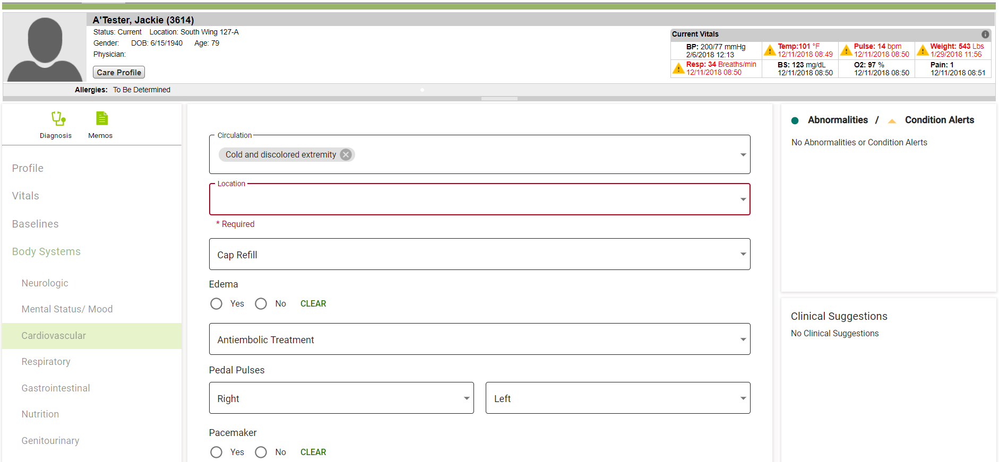 A'Tester, Jackie (3614)
Status: Current Location: South Wing 127-A
Gender: DOB: 6/15/1940 Age: 79
Physician:
Care Profile
Current Vitals
BP: 200/77 mmHg
2/6/2018 12:13
Temp:101 °F
12/11/2018 08:49
Pulse: 14 bpm
12/11/2018 08:50
Weight: 543 Lbs
1/29/2018 11:56
Resp: 34 Breaths/min
12/11/2018 08:50
BS: 123 mg/dL
12/11/2018 08:50
O2: 97 %
12/11/2018 08:50
Pain: 1
12/11/2018 08:51
Allergies: To Be Determined
Diagnosis
Memos
Profile
Vitals
Baselines
Body Systems
Neurologic
Mental Status/ Mood
Cardiovascular
Respiratory
Gastrointestinal
Nutrition
Genitourinary
Circulation
Cold and discolored extremity
Location
* Required
Cap Refill
Edema
Yes No CLEAR
Antiembolic Treatment
Pedal Pulses
Right
Left
Pacemaker
Yes No CLEAR
Abnormalities / Condition Alerts
No Abnormalities or Condition Alerts
Clinical Suggestions
No Clinical Suggestions